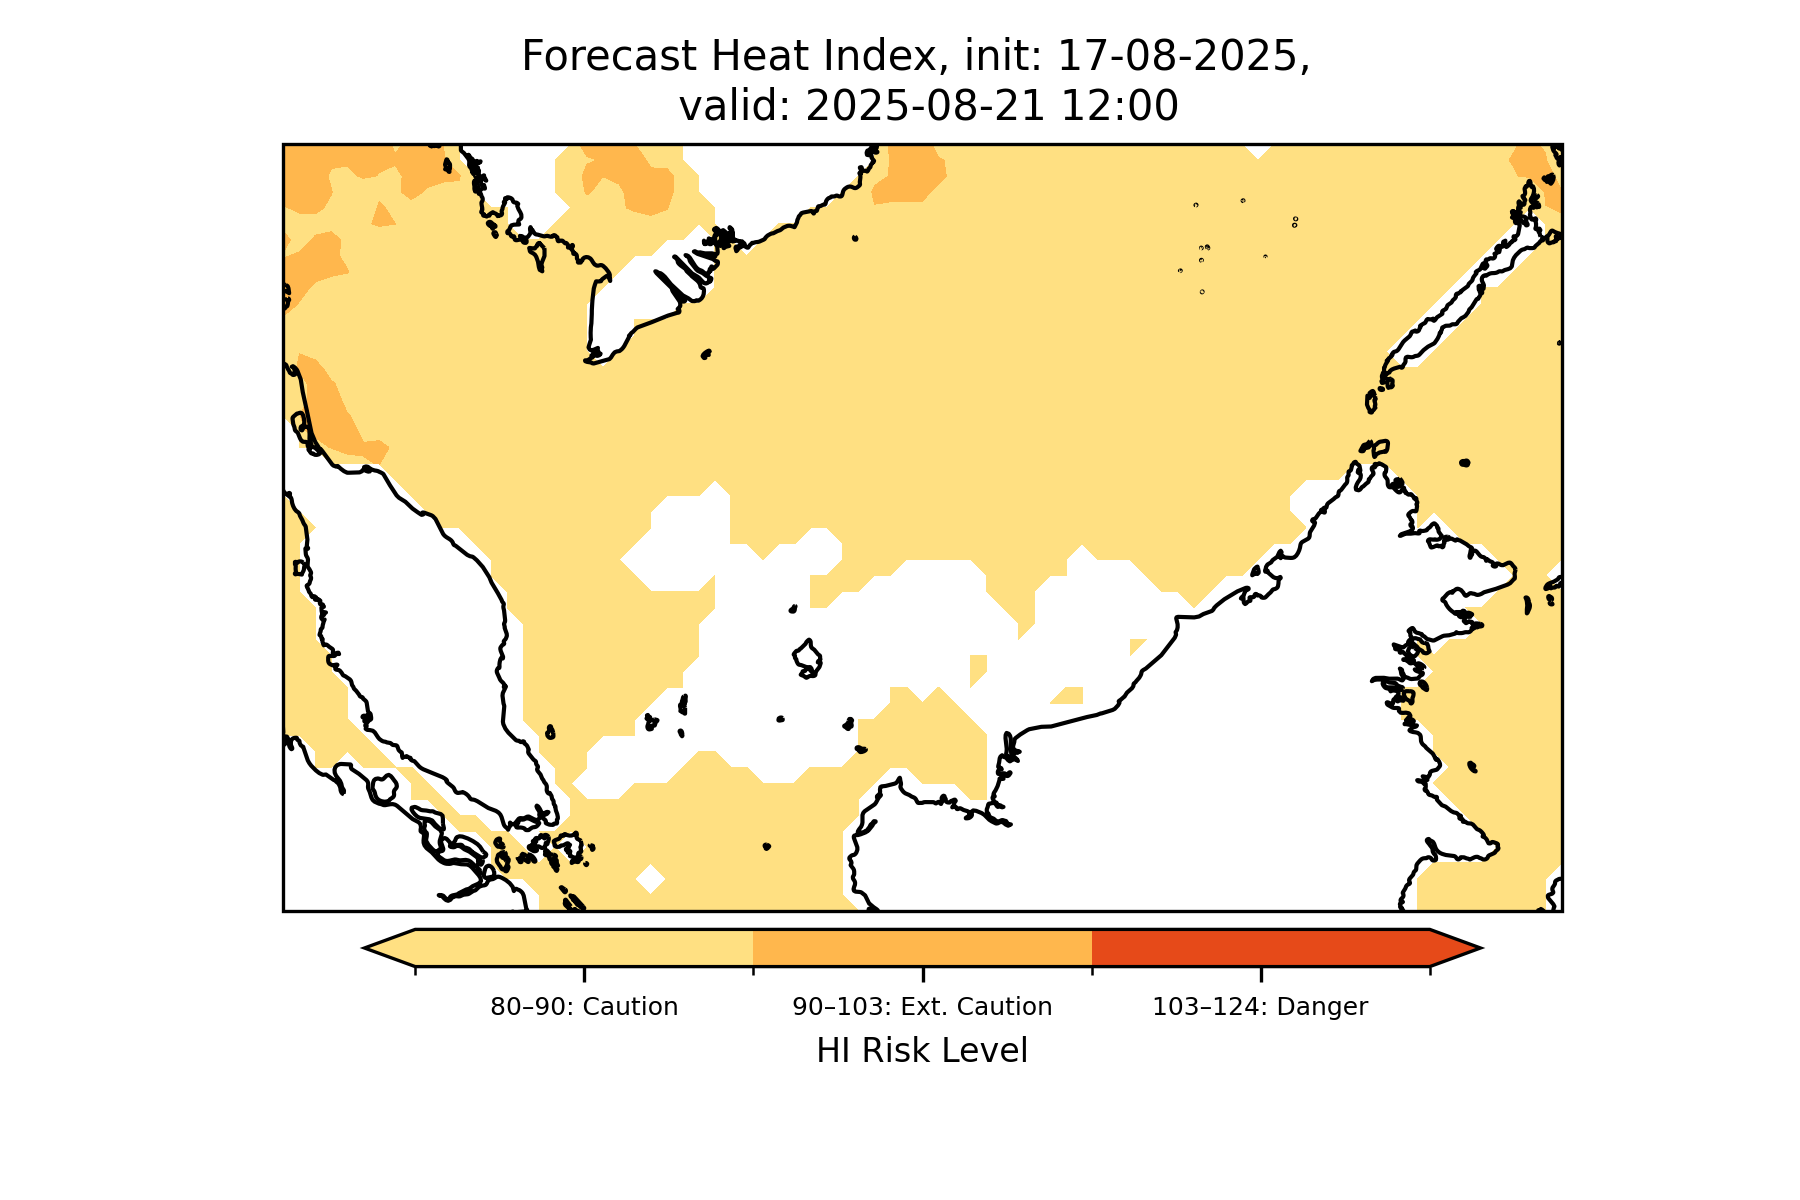 Forecast Heat Index, init: 17-08-2025,
valid: 2025-08-21 12:00
80–90: Caution
90–103: Ext. Caution
103–124: Danger
HI Risk Level